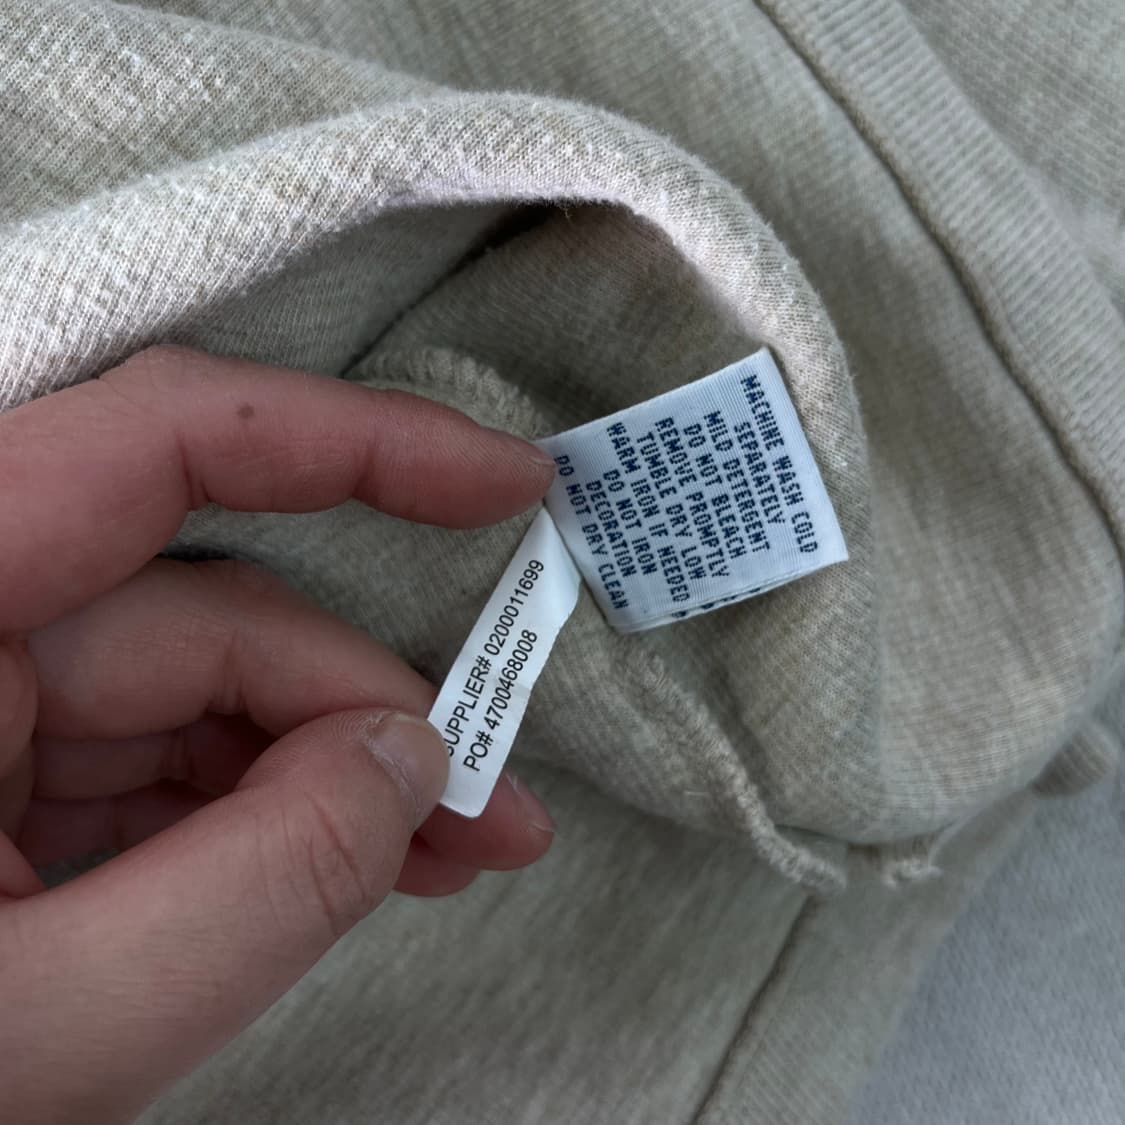 MACHINE WASH COLD
SEPARATELY
MILD DETERGENT
DO NOT BLEACH
REMOVE PROMPTLY
TUMBLE DRY LOW
WARM IRON IF NEEDED
DO NOT IRON
DECORATION
DO NOT DRY CLEAN
SUPPLIER# 0200011699
PO# 4700468008